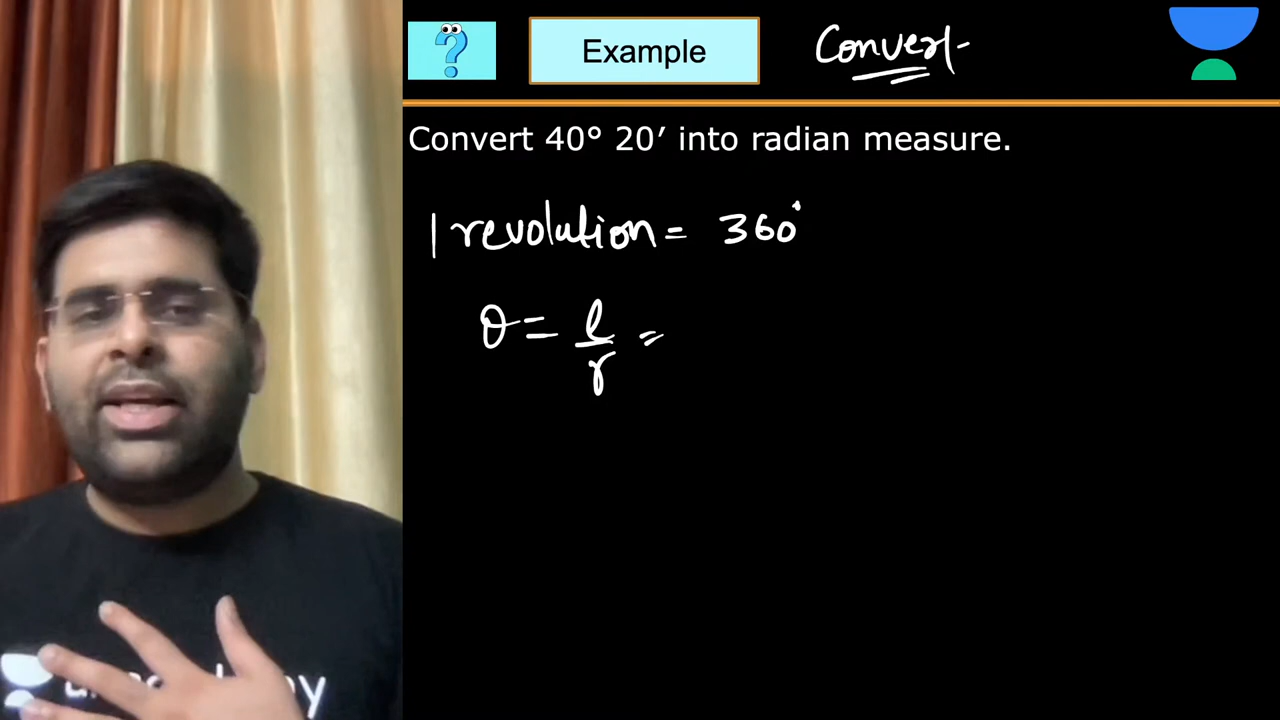 ?
Example
Convert
Convert 40° 20′ into radian measure.
1 revolution = 360°
θ = l/r =